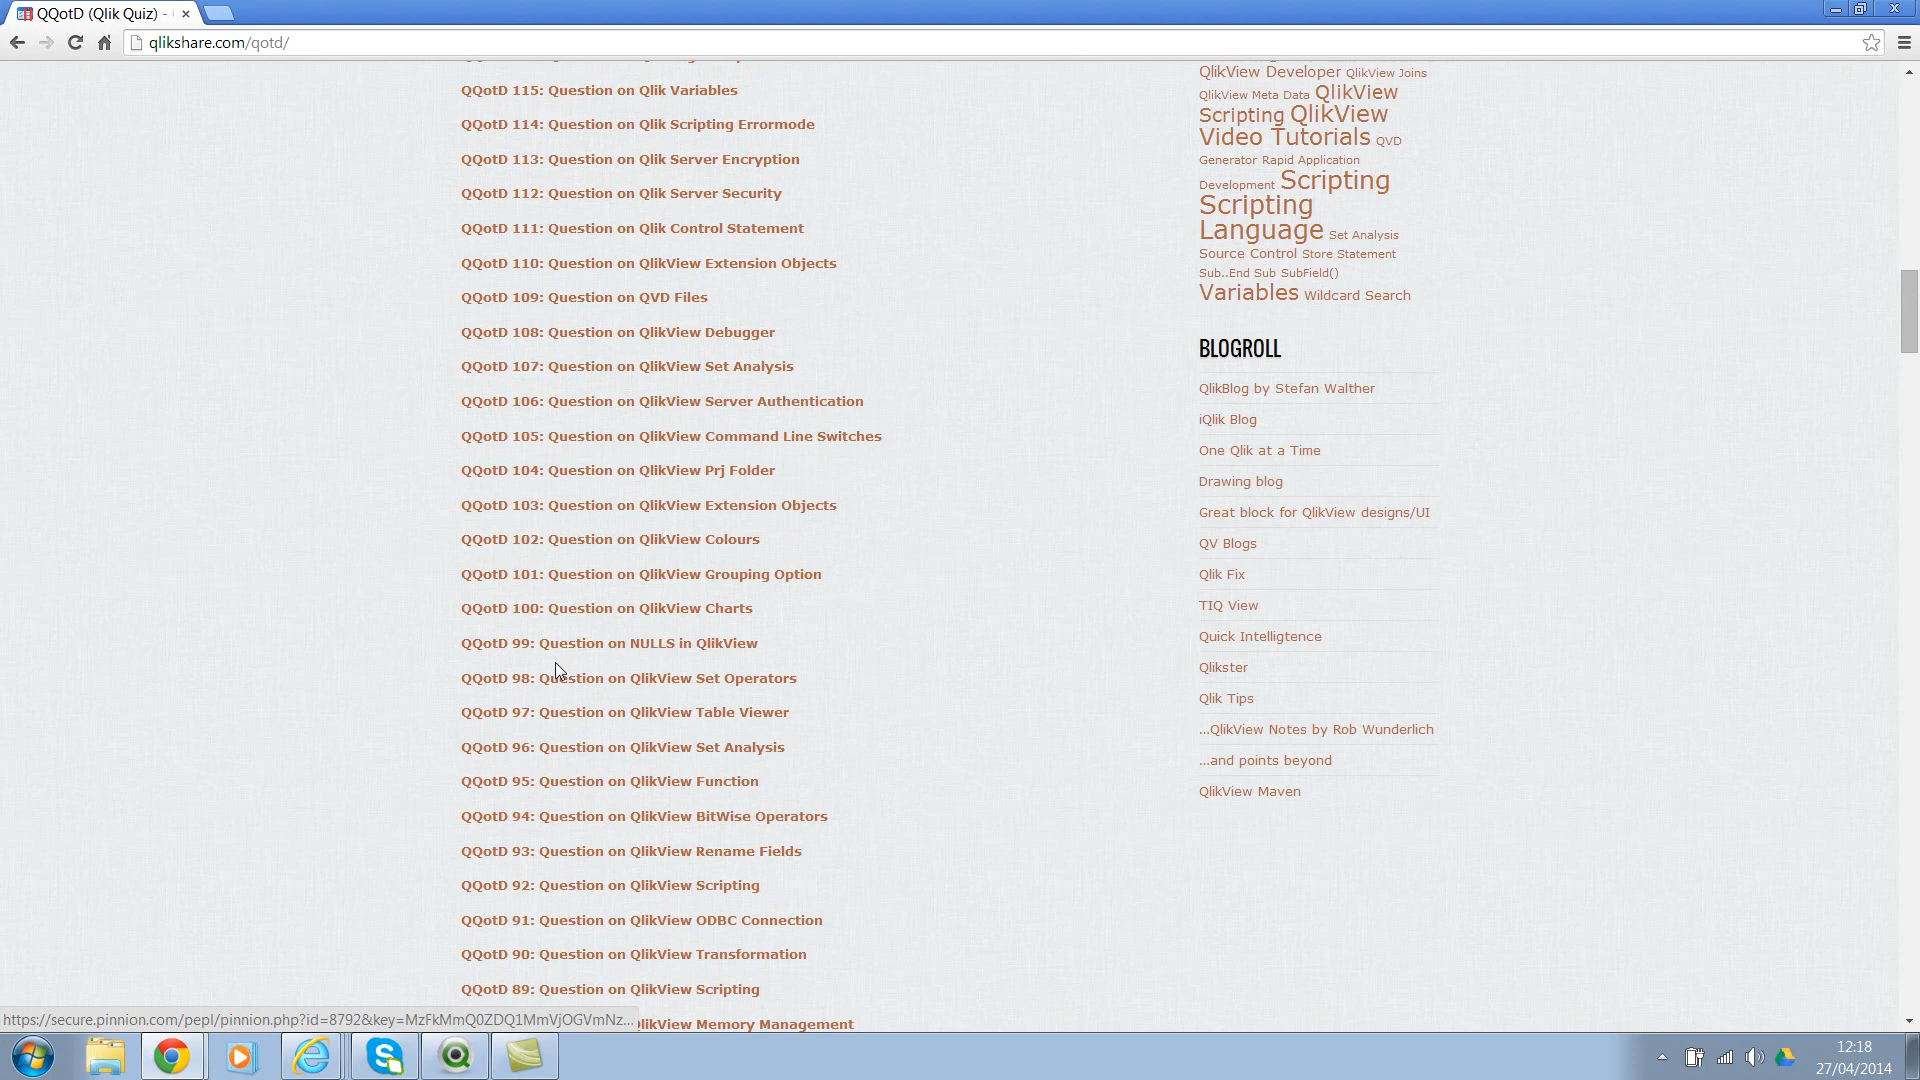 QQotD (Qlik Quiz) -
qlikshare.com/qotd/
QQotD 115: Question on Qlik Variables
QQotD 114: Question on Qlik Scripting Errormode
QQotD 113: Question on Qlik Server Encryption
QQotD 112: Question on Qlik Server Security
QQotD 111: Question on Qlik Control Statement
QQotD 110: Question on QlikView Extension Objects
QQotD 109: Question on QVD Files
QQotD 108: Question on QlikView Debugger
QQotD 107: Question on QlikView Set Analysis
QQotD 106: Question on QlikView Server Authentication
QQotD 105: Question on QlikView Command Line Switches
QQotD 104: Question on QlikView Prj Folder
QQotD 103: Question on QlikView Extension Objects
QQotD 102: Question on QlikView Colours
QQotD 101: Question on QlikView Grouping Option
QQotD 100: Question on QlikView Charts
QQotD 99: Question on NULLS in QlikView
QQotD 98: Question on QlikView Set Operators
QQotD 97: Question on QlikView Table Viewer
QQotD 96: Question on QlikView Set Analysis
QQotD 95: Question on QlikView Function
QQotD 94: Question on QlikView BitWise Operators
QQotD 93: Question on QlikView Rename Fields
QQotD 92: Question on QlikView Scripting
QQotD 91: Question on QlikView ODBC Connection
QQotD 90: Question on QlikView Transformation
QQotD 89: Question on QlikView Scripting
likView Memory Management
QlikView Developer QlikView Joins
QlikView Meta Data QlikView
Scripting QlikView
Video Tutorials QVD
Generator Rapid Application
Development Scripting
Scripting
Language Set Analysis
Source Control Store Statement
Sub..End Sub SubField()
Variables Wildcard Search
BLOGROLL
QlikBlog by Stefan Walther
iQlik Blog
One Qlik at a Time
Drawing blog
Great block for QlikView designs/UI
QV Blogs
Qlik Fix
TIQ View
Quick Intelligtence
Qlikster
Qlik Tips
...QlikView Notes by Rob Wunderlich
...and points beyond
QlikView Maven
https://secure.pinnion.com/pepl/pinnion.php?id=8792&key=MzFkMmQ0ZDQ1MmVjOGVmNz...
12:18
27/04/2014